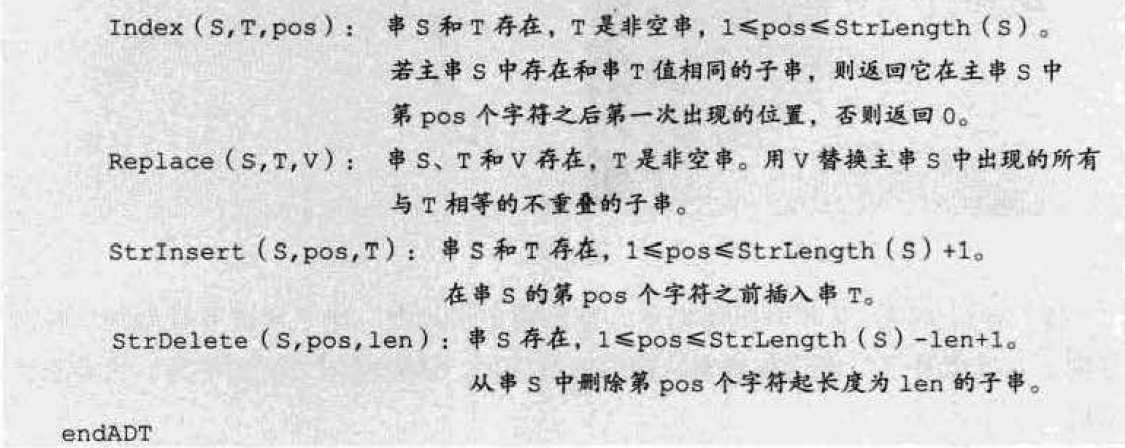 Index（S,T,pos）： 串 S 和 T 存在，T 是非空串，1≤pos≤StrLength（S）。
若主串 S 中存在和串 T 值相同的子串，则返回它在主串 S 中
第 pos 个字符之后第一次出现的位置，否则返回 0。
Replace（S,T,V）： 串 S、T 和 V 存在，T 是非空串。用 V 替换主串 S 中出现的所有
与 T 相等的不重叠的子串。
StrInsert（S,pos,T）： 串 S 和 T 存在，1≤pos≤StrLength（S）+1。
在串 S 的第 pos 个字符之前插入串 T。
StrDelete（S,pos,len）：串 S 存在，1≤pos≤StrLength（S）-len+1。
从串 S 中删除第 pos 个字符起长度为 len 的子串。
endADT